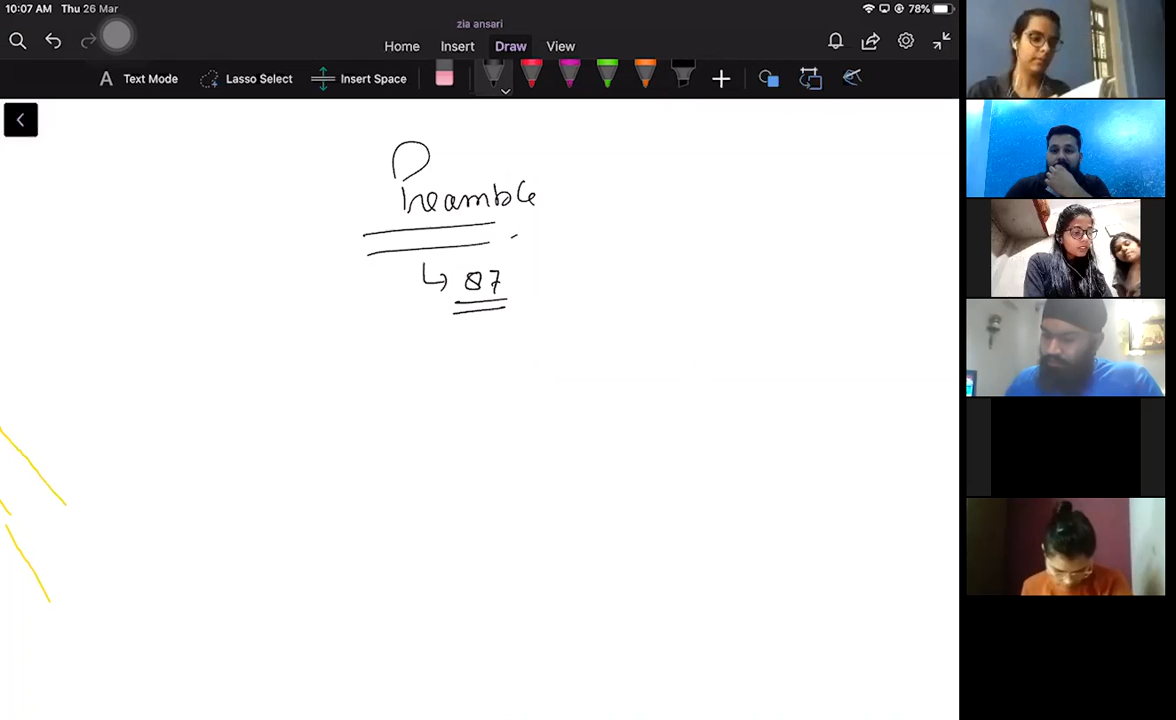 10:07 AM Thu 26 Mar
78%
zia ansari
Home Insert Draw View
Text Mode Lasso Select Insert Space
Preamble
87